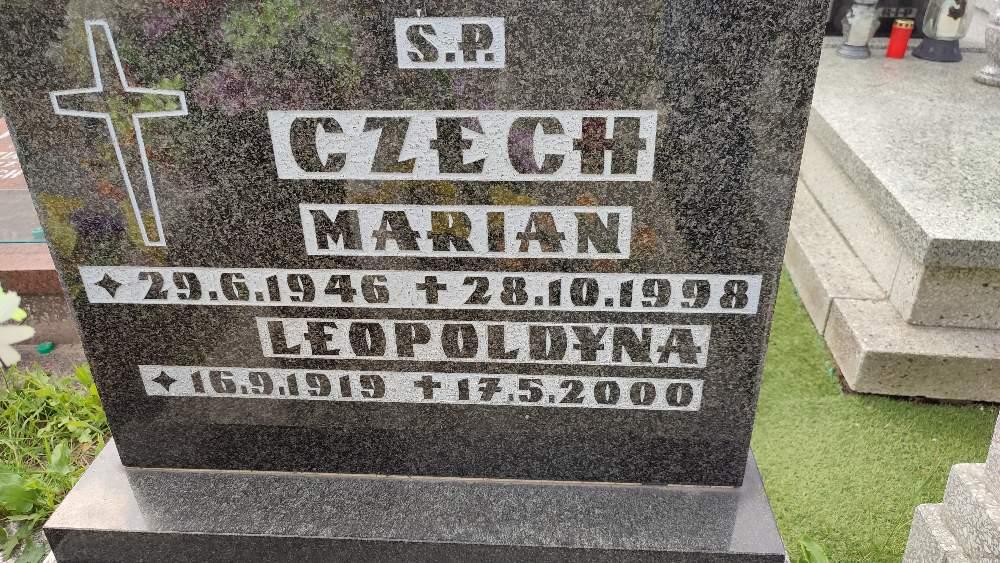 Ś.P.
CZECH
MARIAN
✦ 29.6.1946 ✝ 28.10.1998
LEOPOLDYNA
✦ 16.9.1919 ✝ 17.5.2000